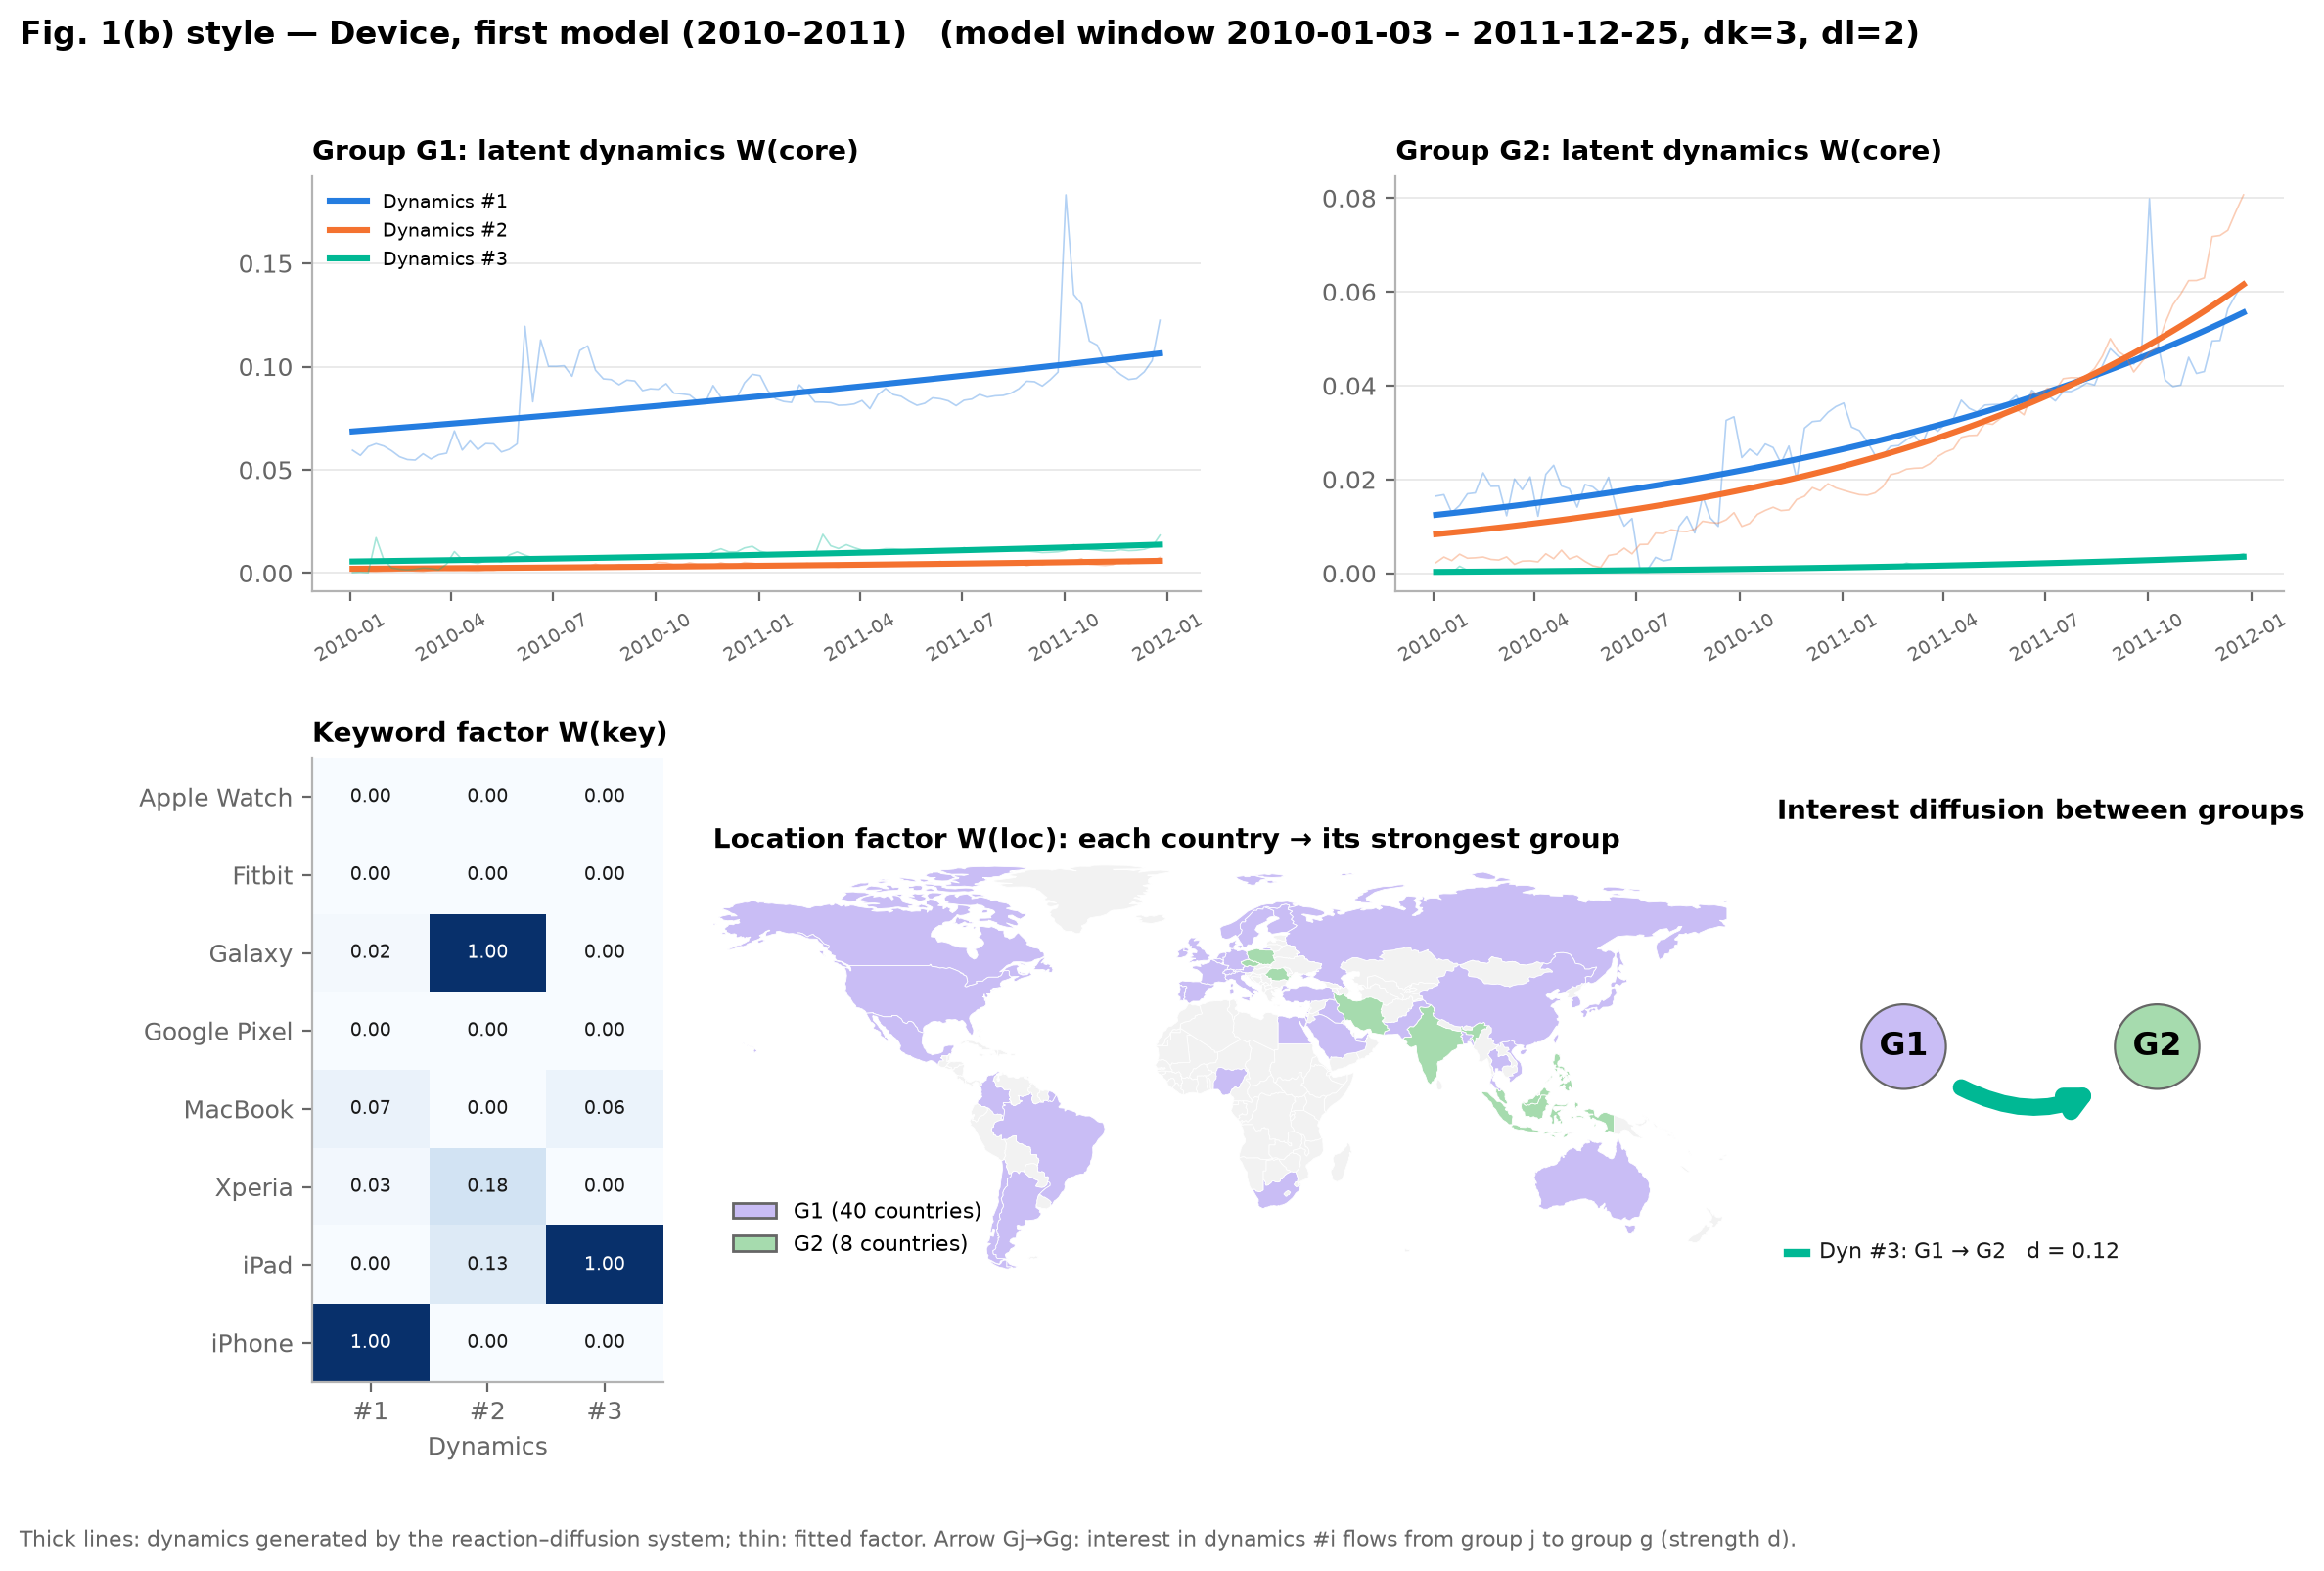 Fig. 1(b) style — Device, first model (2010–2011)   (model window 2010-01-03 – 2011-12-25, dk=3, dl=2)
Group G1: latent dynamics W(core)
Dynamics #1
Dynamics #2
Dynamics #3
0.15
0.10
0.05
0.00
2010-01
2010-04
2010-07
2010-10
2011-01
2011-04
2011-07
2011-10
2012-01
Group G2: latent dynamics W(core)
0.08
0.06
0.04
0.02
0.00
2010-01
2010-04
2010-07
2010-10
2011-01
2011-04
2011-07
2011-10
2012-01
Keyword factor W(key)
Apple Watch 0.00 0.00 0.00
Fitbit 0.00 0.00 0.00
Galaxy 0.02 1.00 0.00
Google Pixel 0.00 0.00 0.00
MacBook 0.07 0.00 0.06
Xperia 0.03 0.18 0.00
iPad 0.00 0.13 1.00
iPhone 1.00 0.00 0.00
#1 #2 #3
Dynamics
Location factor W(loc): each country → its strongest group
G1 (40 countries)
G2 (8 countries)
Interest diffusion between groups
G1
G2
Dyn #3: G1 → G2   d = 0.12
Thick lines: dynamics generated by the reaction–diffusion system; thin: fitted factor. Arrow Gj→Gg: interest in dynamics #i flows from group j to group g (strength d).